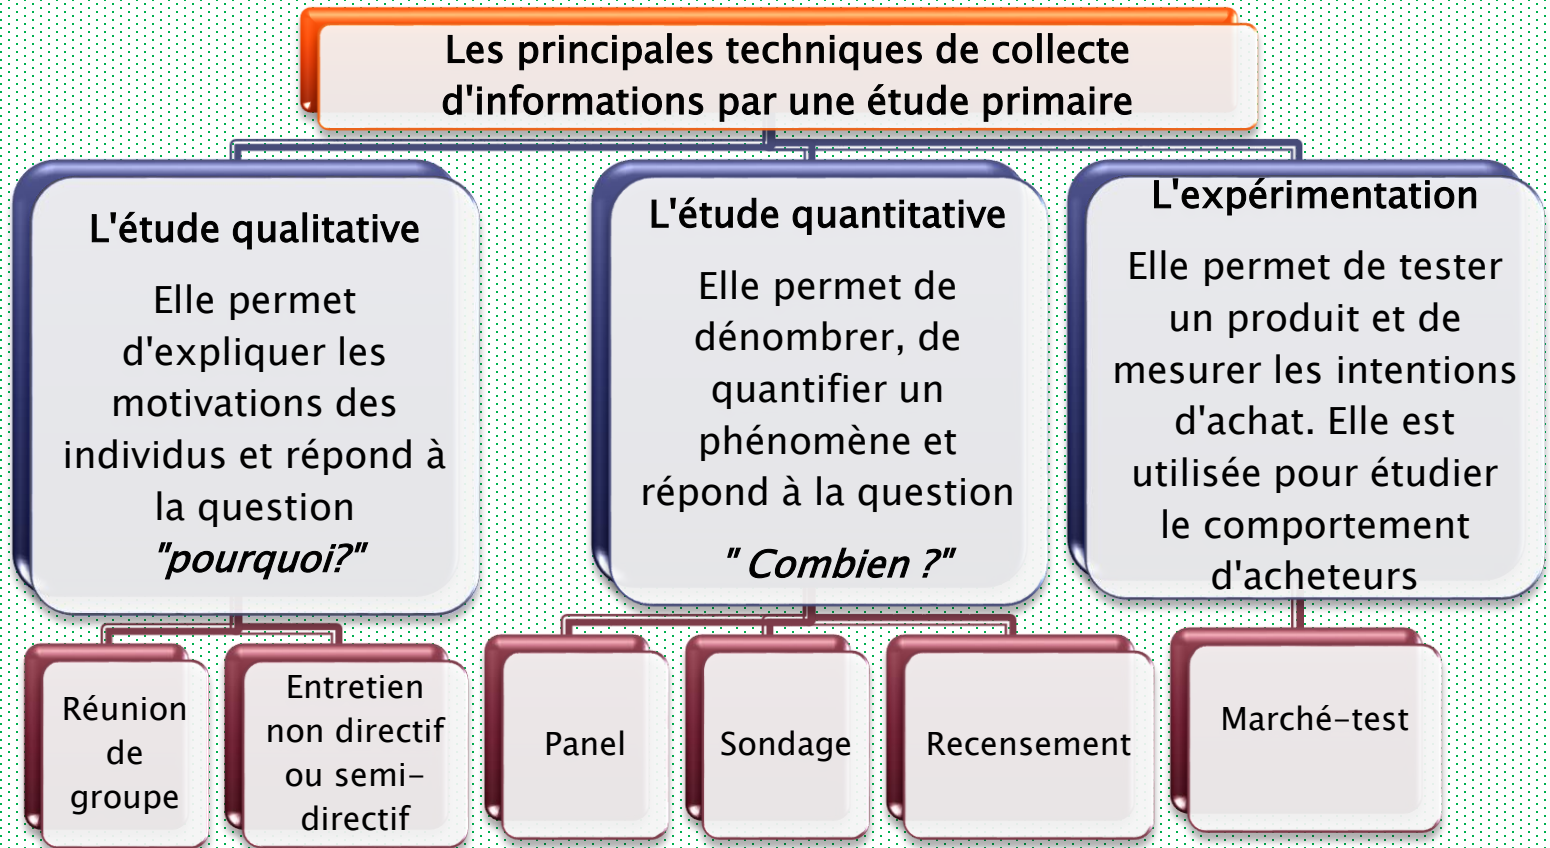 Les principales techniques de collecte
d'informations par une étude primaire
L'étude qualitative
Elle permet
d'expliquer les
motivations des
individus et répond à
la question
"pourquoi?"
L'étude quantitative
Elle permet de
dénombrer, de
quantifier un
phénomène et
répond à la question
" Combien ?"
L'expérimentation
Elle permet de tester
un produit et de
mesurer les intentions
d'achat. Elle est
utilisée pour étudier
le comportement
d'acheteurs
Réunion
de
groupe
Entretien
non directif
ou semi-
directif
Panel
Sondage
Recensement
Marché-test